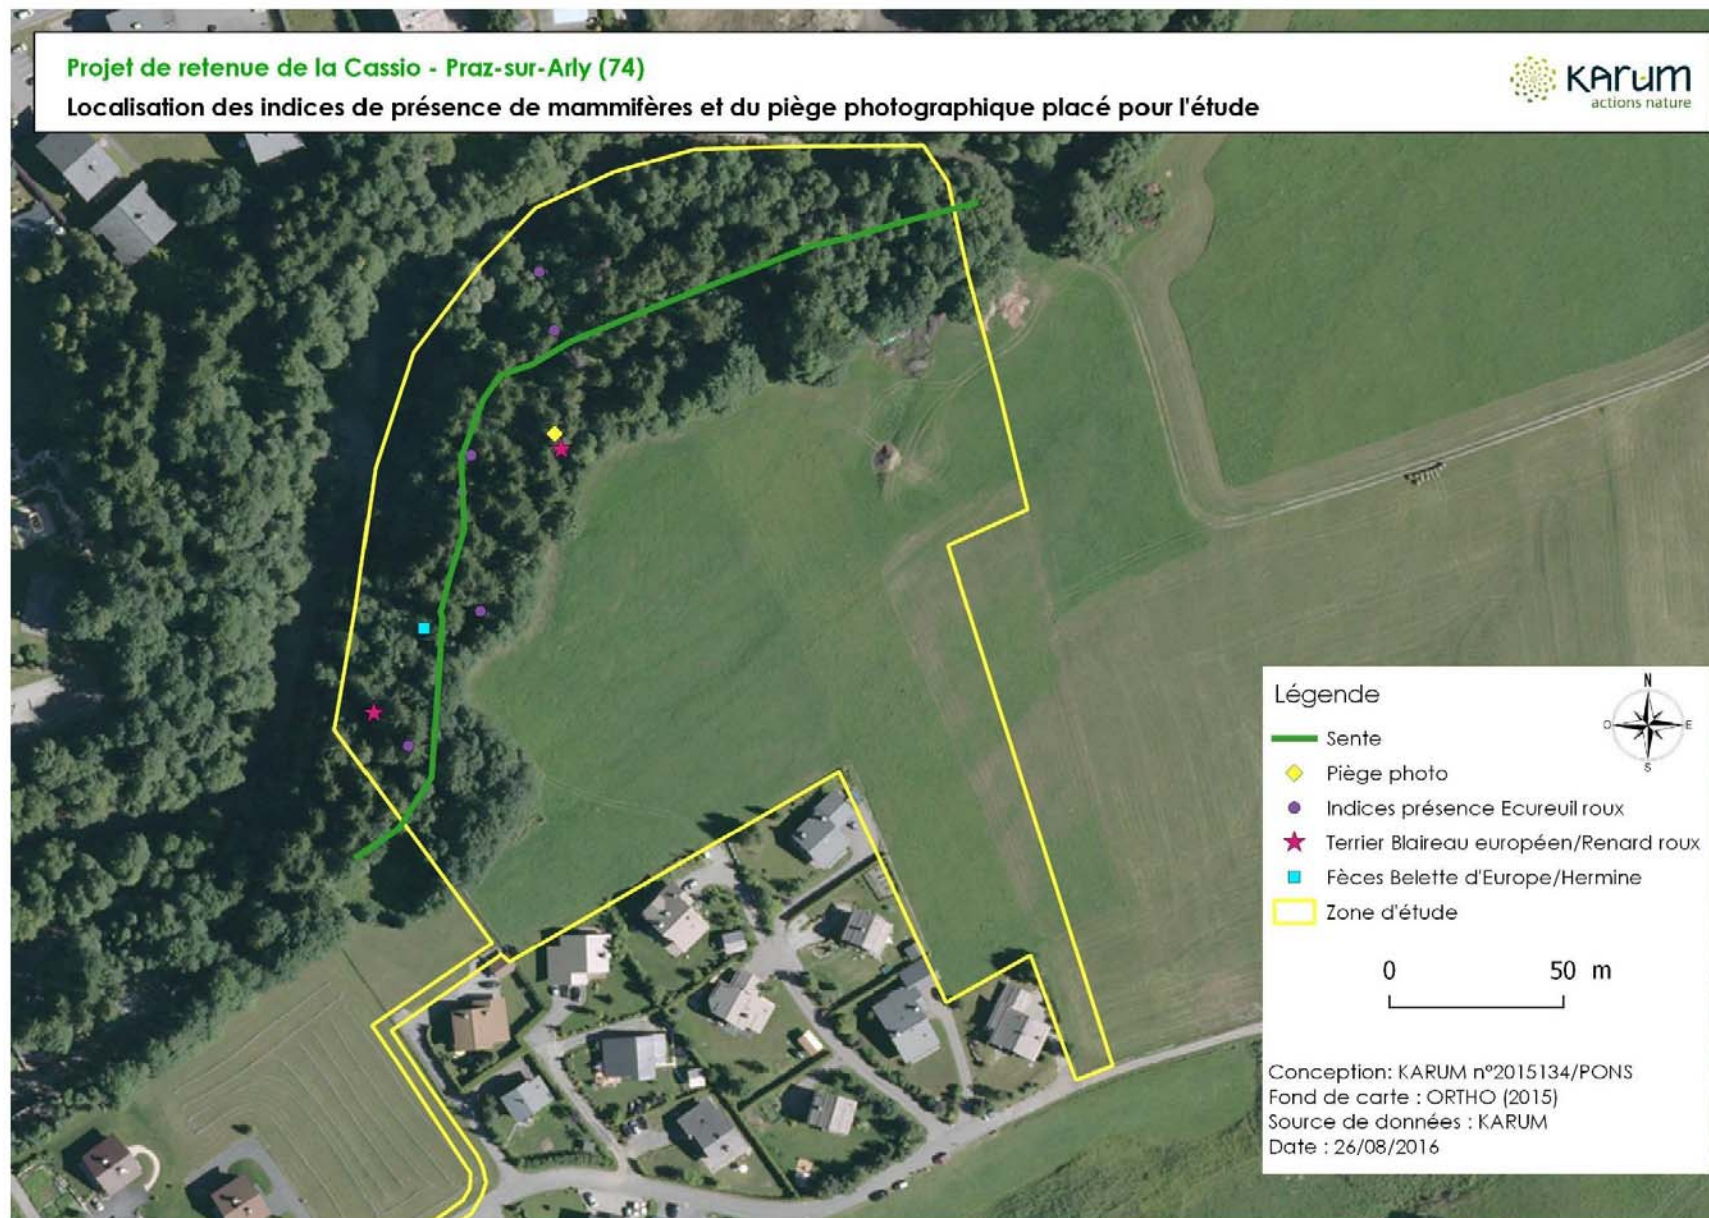 Projet de retenue de la Cassio - Praz-sur-Arly (74)
Localisation des indices de présence de mammifères et du piège photographique placé pour l'étude
KARUM
actions nature
Légende
N
O
E
S
Sente
Piège photo
Indices présence Ecureuil roux
Terrier Blaireau européen/Renard roux
Fèces Belette d'Europe/Hermine
Zone d'étude
0 50 m
Conception: KARUM n°2015134/PONS
Fond de carte : ORTHO (2015)
Source de données : KARUM
Date : 26/08/2016